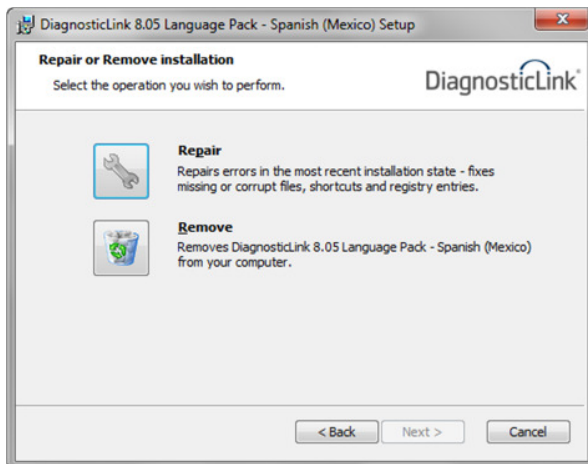 DiagnosticLink 8.05 Language Pack - Spanish (Mexico) Setup
Repair or Remove installation
Select the operation you wish to perform.
DiagnosticLink
Repair
Repairs errors in the most recent installation state - fixes
missing or corrupt files, shortcuts and registry entries.
Remove
Removes DiagnosticLink 8.05 Language Pack - Spanish (Mexico)
from your computer.
< Back
Next >
Cancel